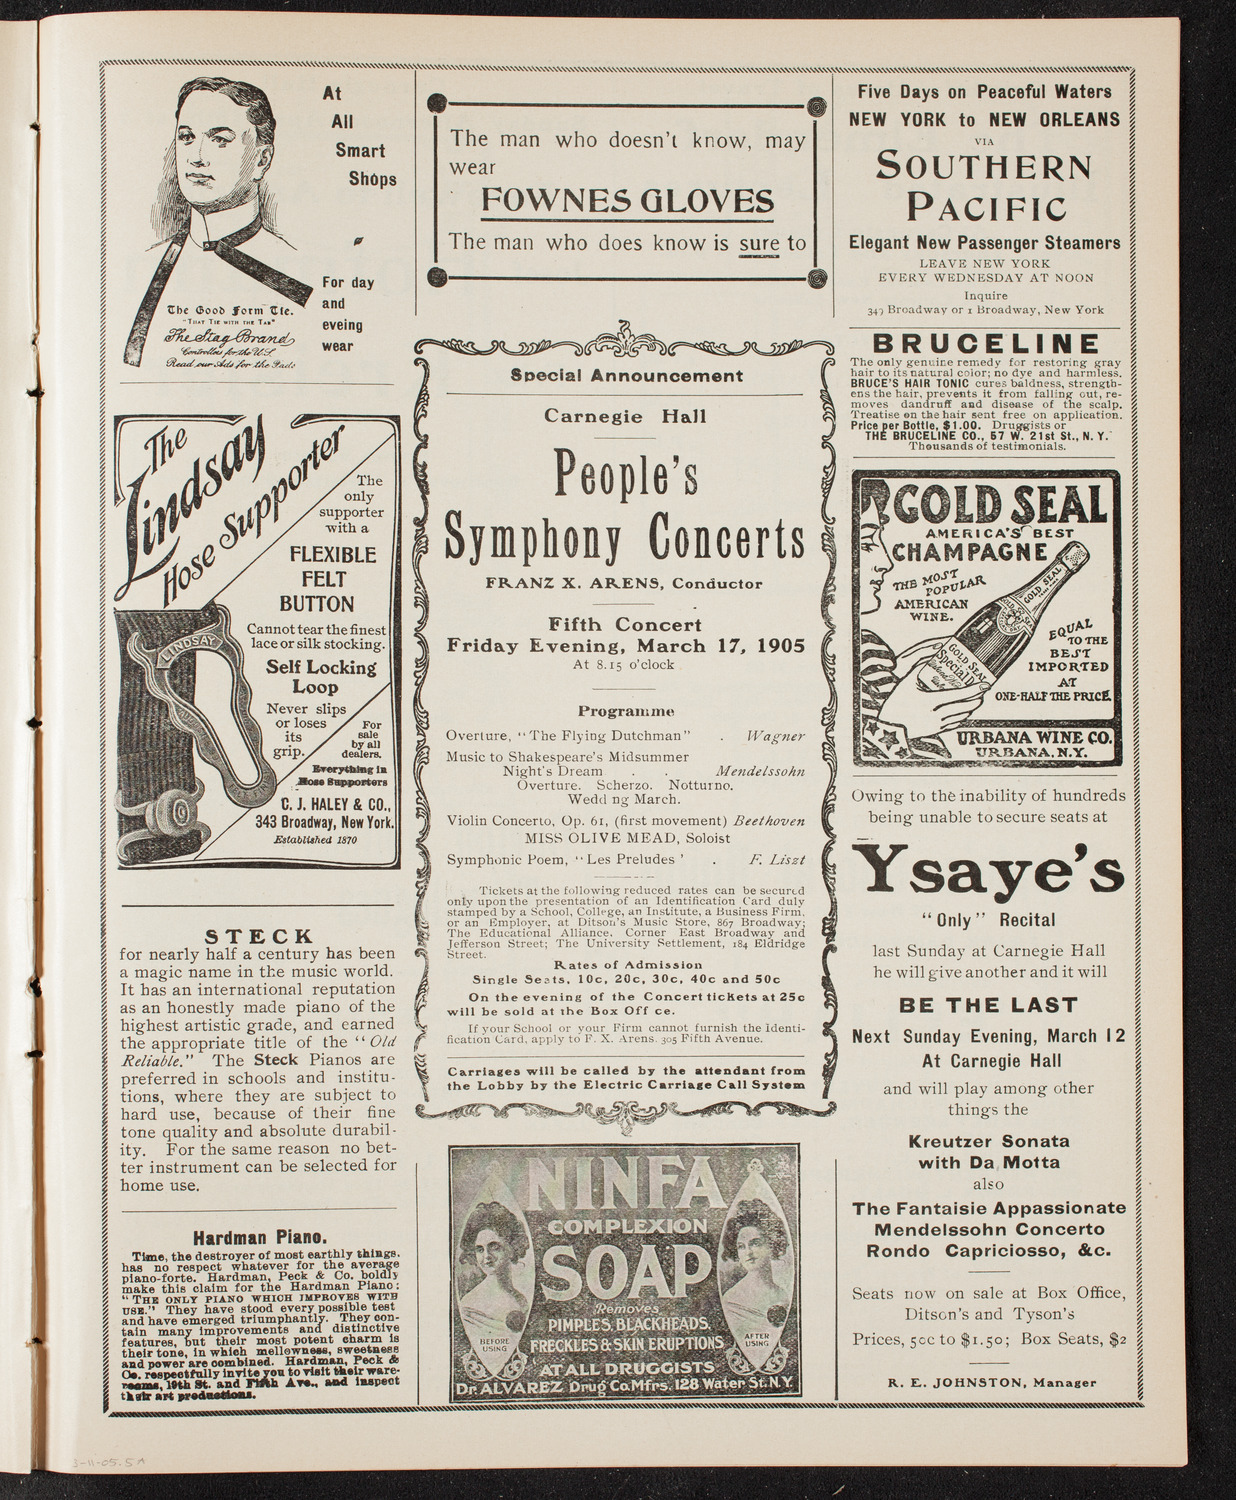 At
All
Smart
Shops
For day
and
eveing
wear
The Good Form Tie.
"THAT TIE WITH THE TAB"
The Stag Brand
Controllers for the U.S.
Read our Ads for the Fads
The
Lindsay
Hose Supporter
The
only
supporter
with a
FLEXIBLE
FELT
BUTTON
Cannot tear the finest
lace or silk stocking.
Self Locking
Loop
Never slips
or loses
its
grip.
For
sale
by all
dealers.
Everything in
Hose Supporters
C. J. HALEY & CO.,
343 Broadway, New York.
Established 1870
LINDSAY
STECK
for nearly half a century has been
a magic name in the music world.
It has an international reputation
as an honestly made piano of the
highest artistic grade, and earned
the appropriate title of the "Old
Reliable." The Steck Pianos are
preferred in schools and institu-
tions, where they are subject to
hard use, because of their fine
tone quality and absolute durabil-
ity. For the same reason no bet-
ter instrument can be selected for
home use.
Hardman Piano.
Time, the destroyer of most earthly things.
has no respect whatever for the average
piano-forte. Hardman, Peck & Co. boldly
make this claim for the Hardman Piano:
"THE ONLY PIANO WHICH IMPROVES WITH
USE." They have stood every possible test
and have emerged triumphantly. They con-
tain many improvements and distinctive
features, but their most potent charm is
their tone, in which mellowness, sweetness
and power are combined. Hardman, Peck &
Co. respectfully invite you to visit their ware-
rooms, 19th St. and Fifth Ave., and inspect
their art productions.
The man who doesn't know, may
wear
FOWNES GLOVES
The man who does know is sure to
Special Announcement
Carnegie Hall
People's
Symphony Concerts
FRANZ X. ARENS, Conductor
Fifth Concert
Friday Evening, March 17, 1905
At 8.15 o'clock
Programme
Overture, "The Flying Dutchman" . Wagner
Music to Shakespeare's Midsummer
Night's Dream . . Mendelssohn
Overture. Scherzo. Notturno.
Wedd ng March.
Violin Concerto, Op. 61, (first movement) Beethoven
MISS OLIVE MEAD, Soloist
Symphonic Poem, "Les Preludes ' . F. Liszt
Tickets at the following reduced rates can be secured
only upon the presentation of an Identification Card duly
stamped by a School, College, an Institute, a Business Firm,
or an Employer, at Ditson's Music Store, 867 Broadway;
The Educational Alliance, Corner East Broadway and
Jefferson Street; The University Settlement, 184 Eldridge
Street.
Rates of Admission
Single Seats, 10c, 20c, 30c, 40c and 50c
On the evening of the Concert tickets at 25c
will be sold at the Box Off ce.
If your School or your Firm cannot furnish the Identi-
fication Card, apply to F. X. Arens. 305 Fifth Avenue.
Carriages will be called by the attendant from
the Lobby by the Electric Carriage Call System
NINFA
COMPLEXION
SOAP
Removes
PIMPLES, BLACKHEADS,
FRECKLES & SKIN ERUPTIONS
BEFORE
USING
AFTER
USING
AT ALL DRUGGISTS
Dr. ALVAREZ Drug Co. Mfrs. 128 Water St. N.Y.
Five Days on Peaceful Waters
NEW YORK to NEW ORLEANS
VIA
SOUTHERN
PACIFIC
Elegant New Passenger Steamers
LEAVE NEW YORK
EVERY WEDNESDAY AT NOON
Inquire
349 Broadway or 1 Broadway, New York
BRUCELINE
The only genuine remedy for restoring gray
hair to its natural color; no dye and harmless.
BRUCE'S HAIR TONIC cures baldness, strength-
ens the hair, prevents it from falling out, re-
moves dandruff and disease of the scalp.
Treatise on the hair sent free on application.
Price per Bottle, $1.00. Druggists or
THE BRUCELINE CO., 57 W. 21st St., N. Y.
Thousands of testimonials.
GOLD SEAL
AMERICA'S BEST
CHAMPAGNE
THE MOST
POPULAR
AMERICAN
WINE.
GOLD SEAL
GOLD SEAL
Special Dry
EQUAL
TO THE
BEST
IMPORTED
AT
ONE-HALF THE PRICE
URBANA WINE CO.
URBANA, N.Y.
Owing to the inability of hundreds
being unable to secure seats at
Ysaye's
"Only" Recital
last Sunday at Carnegie Hall
he will give another and it will
BE THE LAST
Next Sunday Evening, March 12
At Carnegie Hall
and will play among other
things the
Kreutzer Sonata
with Da Motta
also
The Fantaisie Appassionate
Mendelssohn Concerto
Rondo Capriciosso, &c.
Seats now on sale at Box Office,
Ditson's and Tyson's
Prices, 50c to $1.50; Box Seats, $2
R. E. JOHNSTON, Manager
3-11-05.5A